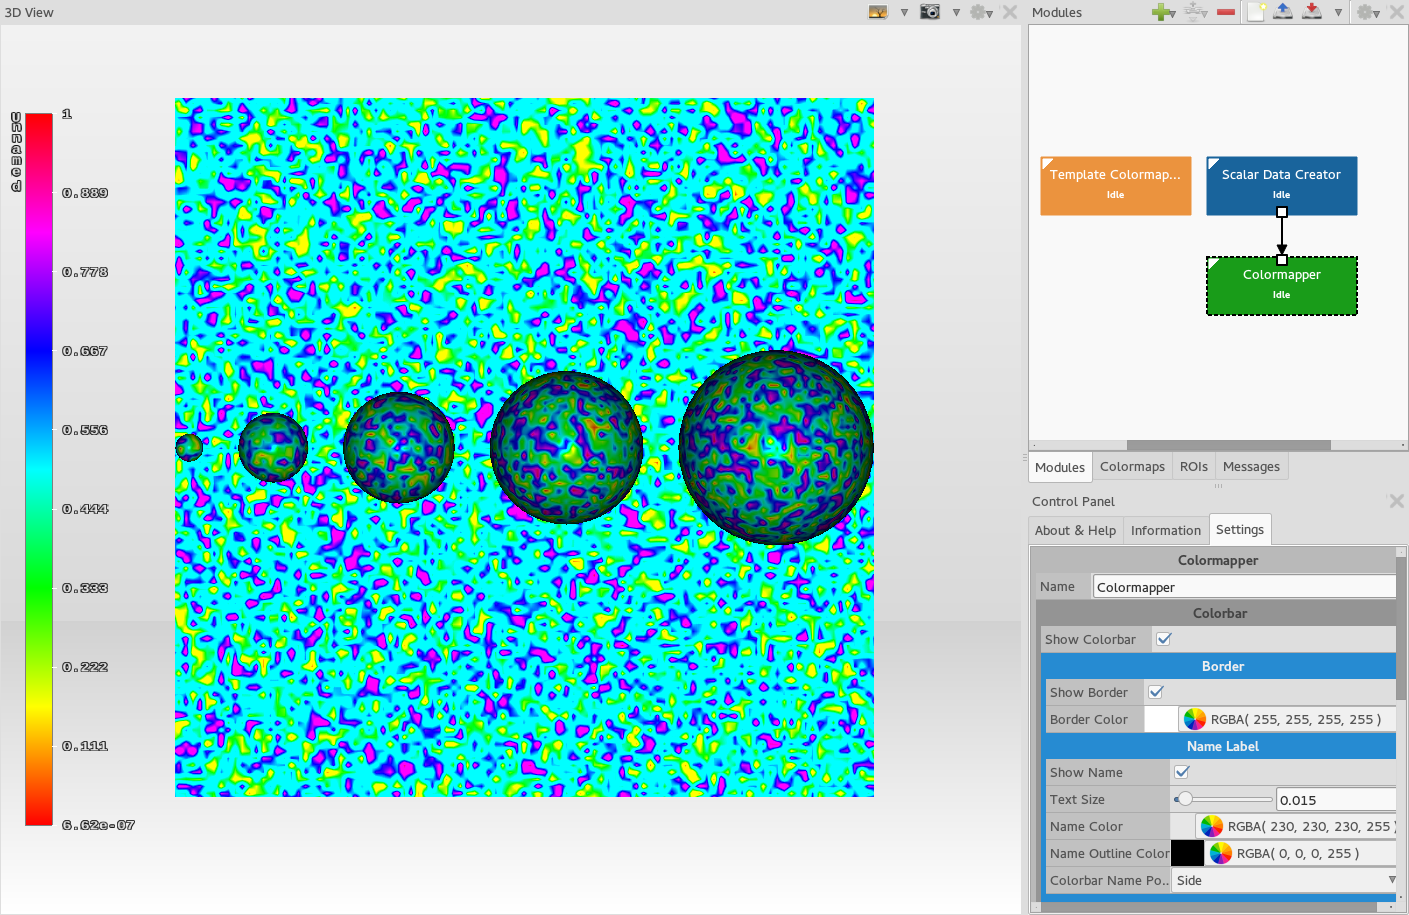 3D View
Unnamed
1
0.889
0.778
0.667
0.556
0.444
0.333
0.222
0.111
6.62e-07
Modules
Template Colormap...
Idle
Scalar Data Creator
Idle
Colormapper
Idle
Modules
Colormaps
ROIs
Messages
Control Panel
About & Help
Information
Settings
Colormapper
Name
Colormapper
Colorbar
Show Colorbar
Border
Show Border
Border Color
RGBA( 255, 255, 255, 255 )
Name Label
Show Name
Text Size
0.015
Name Color
RGBA( 230, 230, 230, 255 )
Name Outline Color
RGBA( 0, 0, 0, 255 )
Colorbar Name Po...
Side